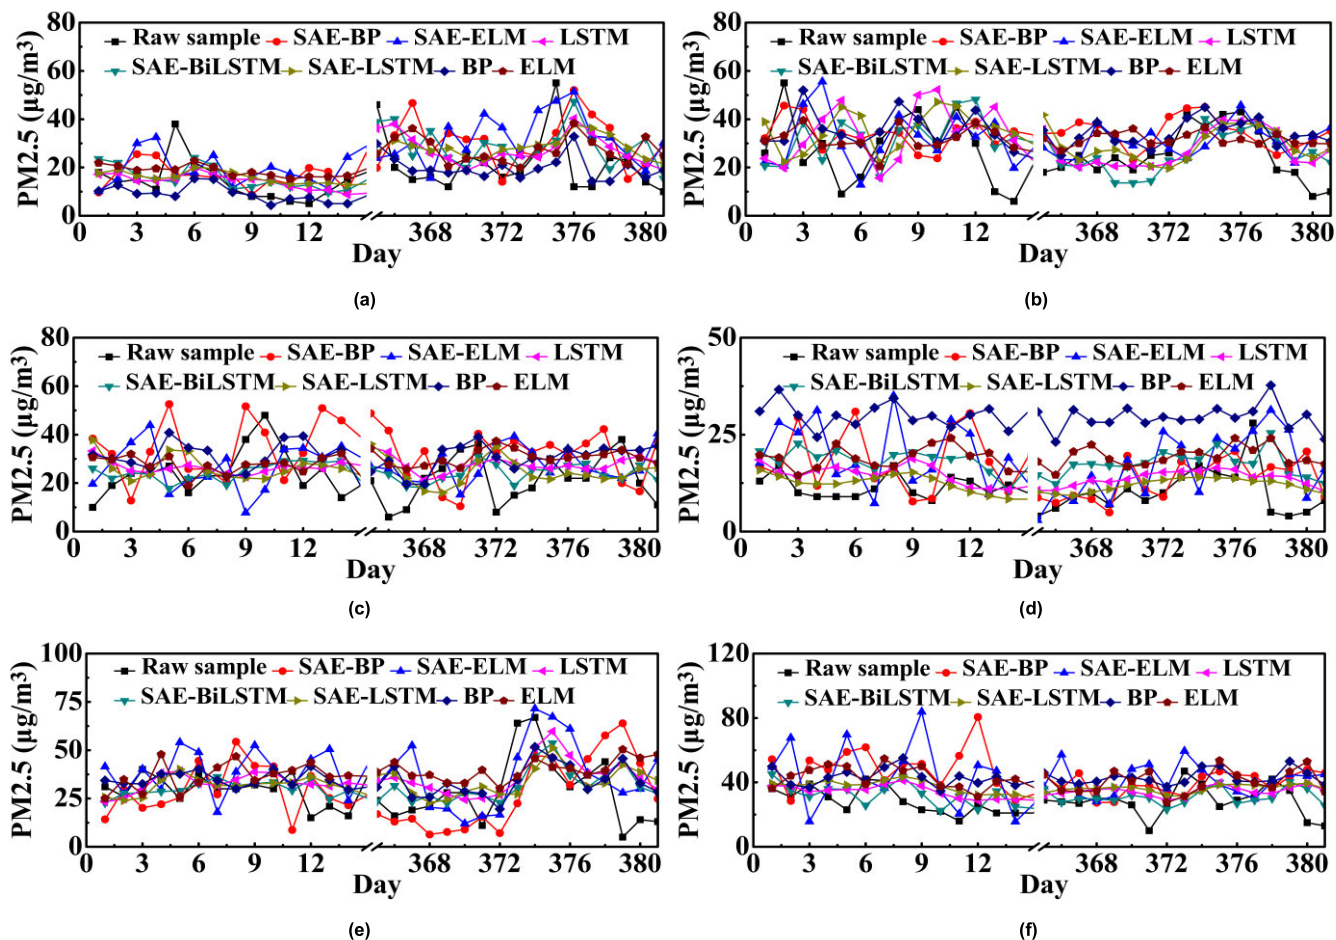 80
60
40
20
0
PM2.5 (μg/m3)
Raw sample SAE-BP SAE-ELM LSTM
SAE-BiLSTM SAE-LSTM BP ELM
0 3 6 9 12 368 372 376 380
Day
(a)
80
60
40
20
0
PM2.5 (μg/m3)
Raw sample SAE-BP SAE-ELM LSTM
SAE-BiLSTM SAE-LSTM BP ELM
0 3 6 9 12 368 372 376 380
Day
(b)
80
60
40
20
0
PM2.5 (μg/m3)
Raw sample SAE-BP SAE-ELM LSTM
SAE-BiLSTM SAE-LSTM BP ELM
0 3 6 9 12 368 372 376 380
Day
(c)
50
25
0
PM2.5 (μg/m3)
Raw sample SAE-BP SAE-ELM LSTM
SAE-BiLSTM SAE-LSTM BP ELM
0 3 6 9 12 368 372 376 380
Day
(d)
100
75
50
25
0
PM2.5 (μg/m3)
Raw sample SAE-BP SAE-ELM LSTM
SAE-BiLSTM SAE-LSTM BP ELM
0 3 6 9 12 368 372 376 380
Day
(e)
120
80
40
0
PM2.5 (μg/m3)
Raw sample SAE-BP SAE-ELM LSTM
SAE-BiLSTM SAE-LSTM BP ELM
0 3 6 9 12 368 372 376 380
Day
(f)